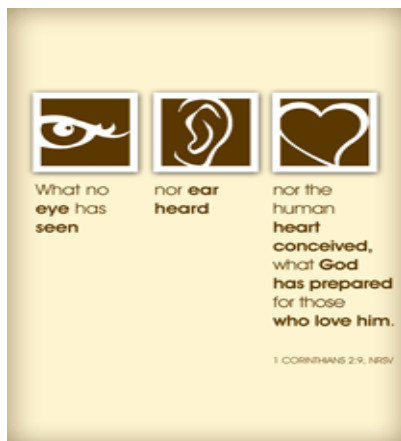 What no
eye has
seen
nor ear
heard
nor the
human
heart
conceived,
what God
has prepared
for those
who love him.
1 CORINTHIANS 2:9, NRSV